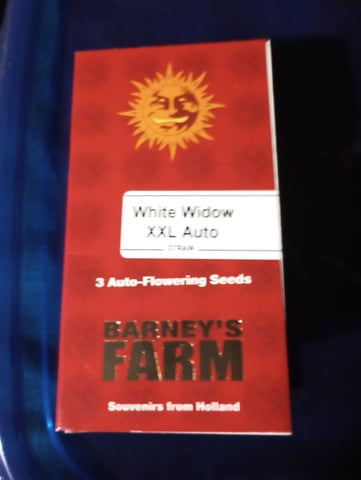 White Widow
XXL Auto
STRAIN
3 Auto-Flowering Seeds
BARNEY'S
FARM
Souvenirs from Holland